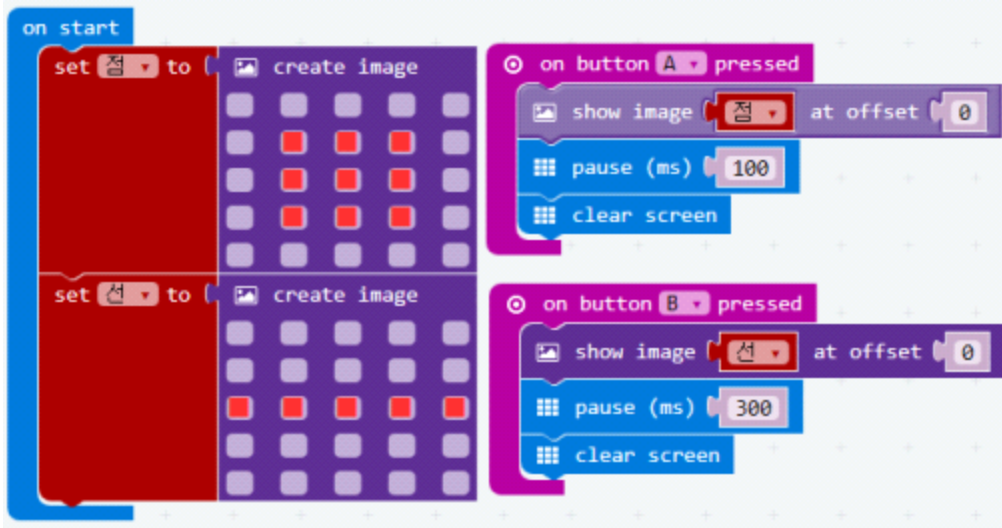 on start
set 점 to create image
set 선 to create image
on button A pressed
show image 점 at offset 0
pause (ms) 100
clear screen
on button B pressed
show image 선 at offset 0
pause (ms) 300
clear screen